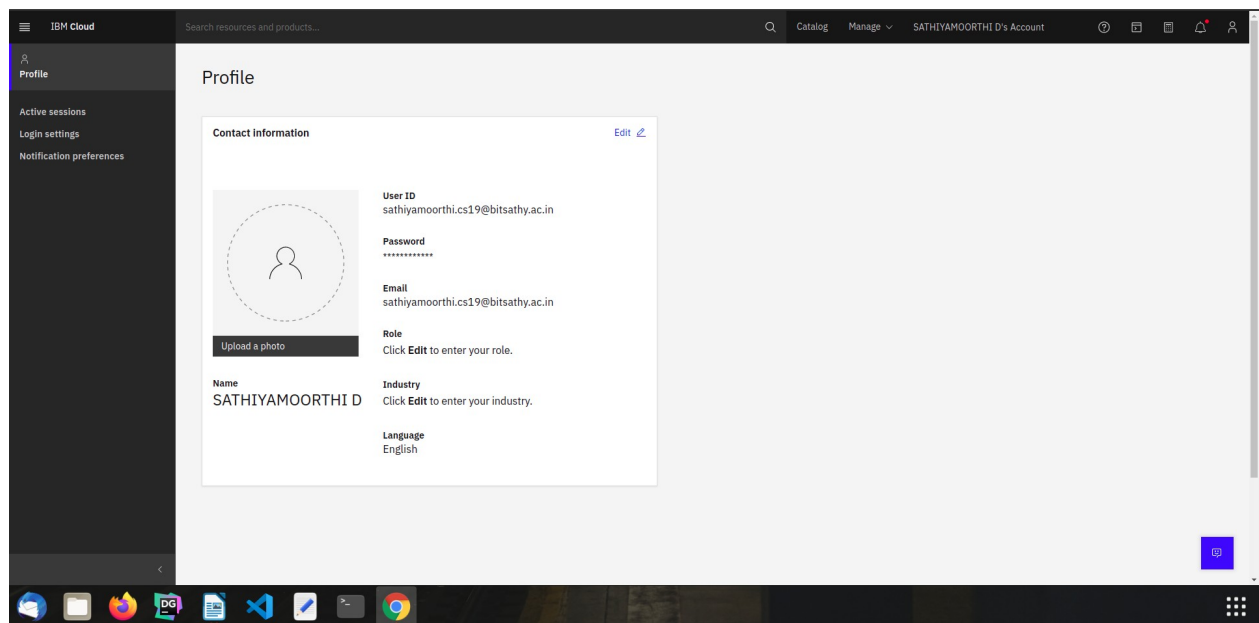 IBM Cloud
Search resources and products...
Catalog
Manage
SATHIYAMOORTHI D's Account
Profile
Active sessions
Login settings
Notification preferences
Profile
Contact information
Edit
Upload a photo
Name
SATHIYAMOORTHI D
User ID
sathiyamoorthi.cs19@bitsathy.ac.in
Password
************
Email
sathiyamoorthi.cs19@bitsathy.ac.in
Role
Click Edit to enter your role.
Industry
Click Edit to enter your industry.
Language
English
DG